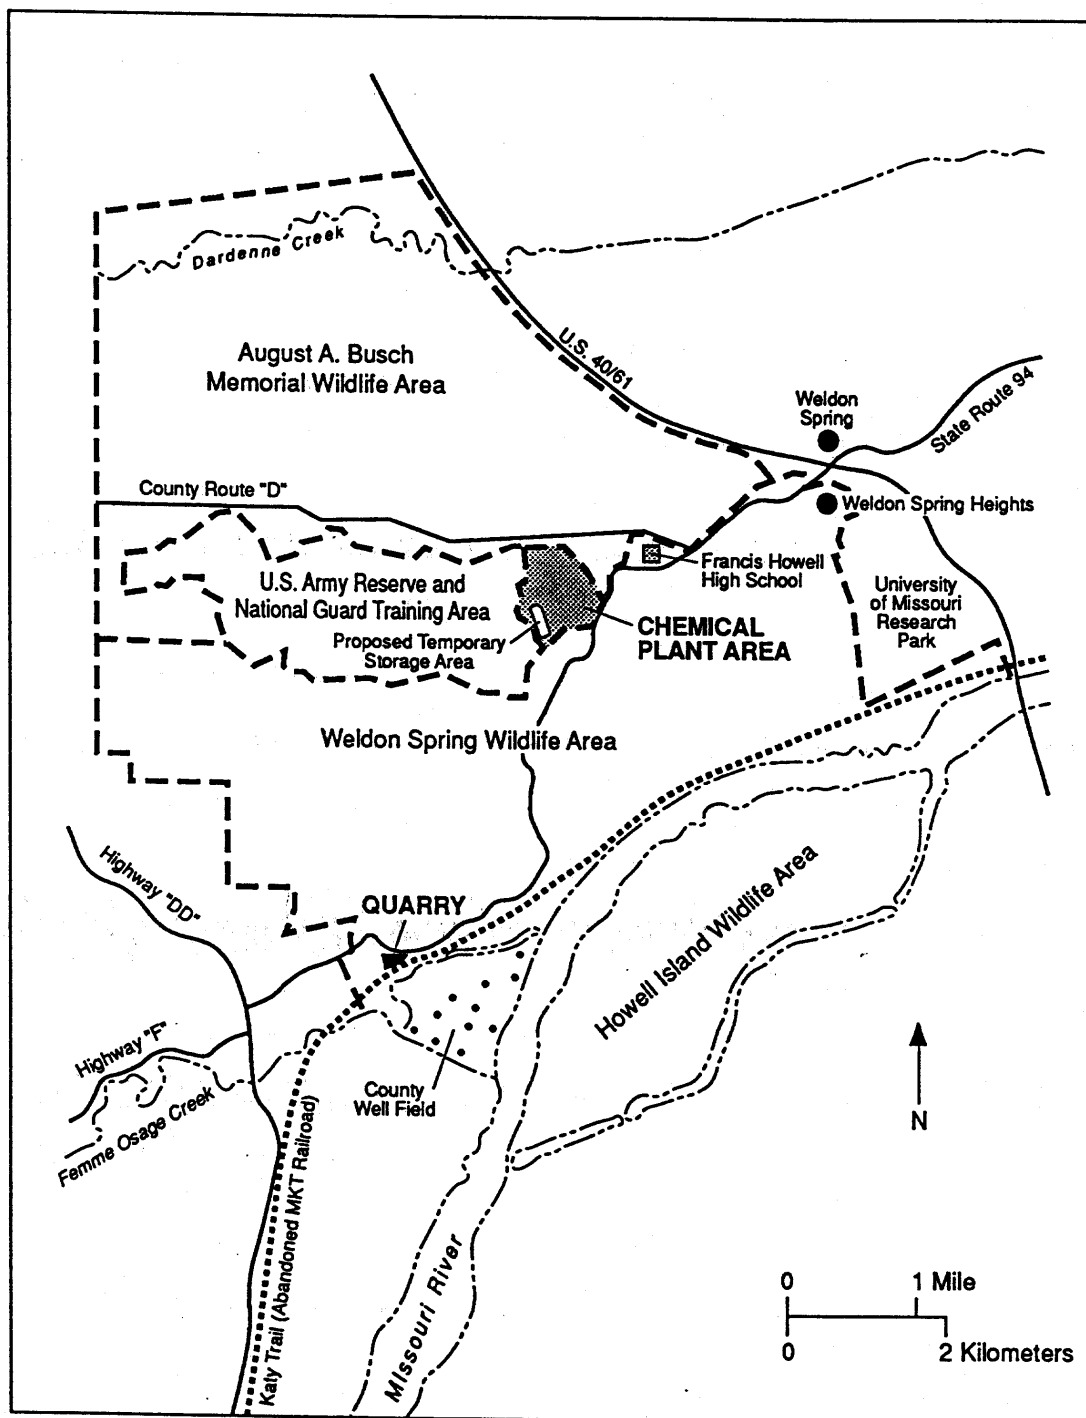 Dardenne Creek
August A. Busch
Memorial Wildlife Area
U.S. 40/61
Weldon
Spring
State Route 94
County Route "D"
Weldon Spring Heights
Francis Howell
High School
U.S. Army Reserve and
National Guard Training Area
University
of Missouri
Research
Park
Proposed Temporary
Storage Area
CHEMICAL
PLANT AREA
Weldon Spring Wildlife Area
Highway "DD"
QUARRY
Howell Island Wildlife Area
Highway "F"
Femme Osage Creek
County
Well Field
N
Katy Trail (Abandoned MKT Railroad)
Missouri River
0 1 Mile
0 2 Kilometers